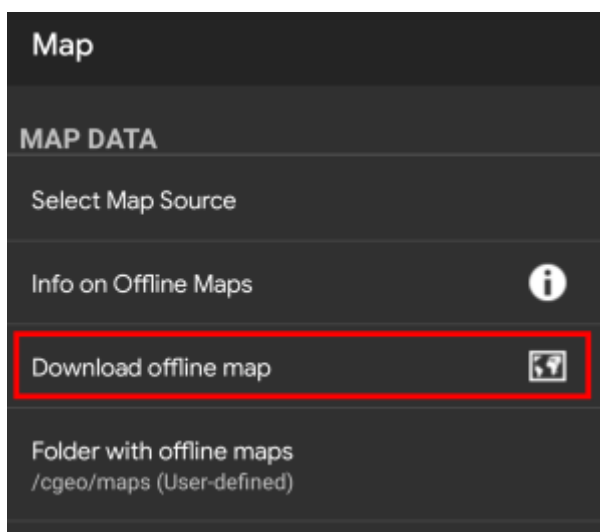 Map
MAP DATA
Select Map Source
Info on Offline Maps
Download offline map
Folder with offline maps
/cgeo/maps (User-defined)